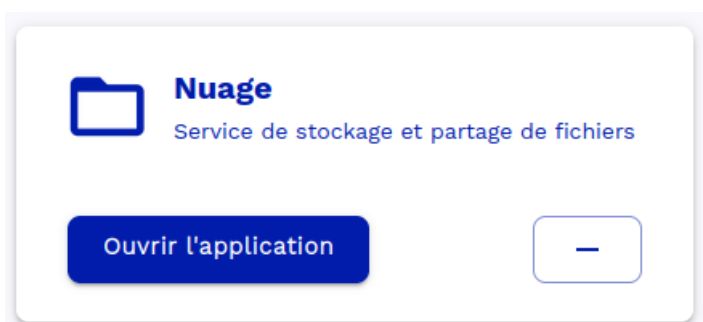 Nuage
Service de stockage et partage de fichiers
Ouvrir l'application